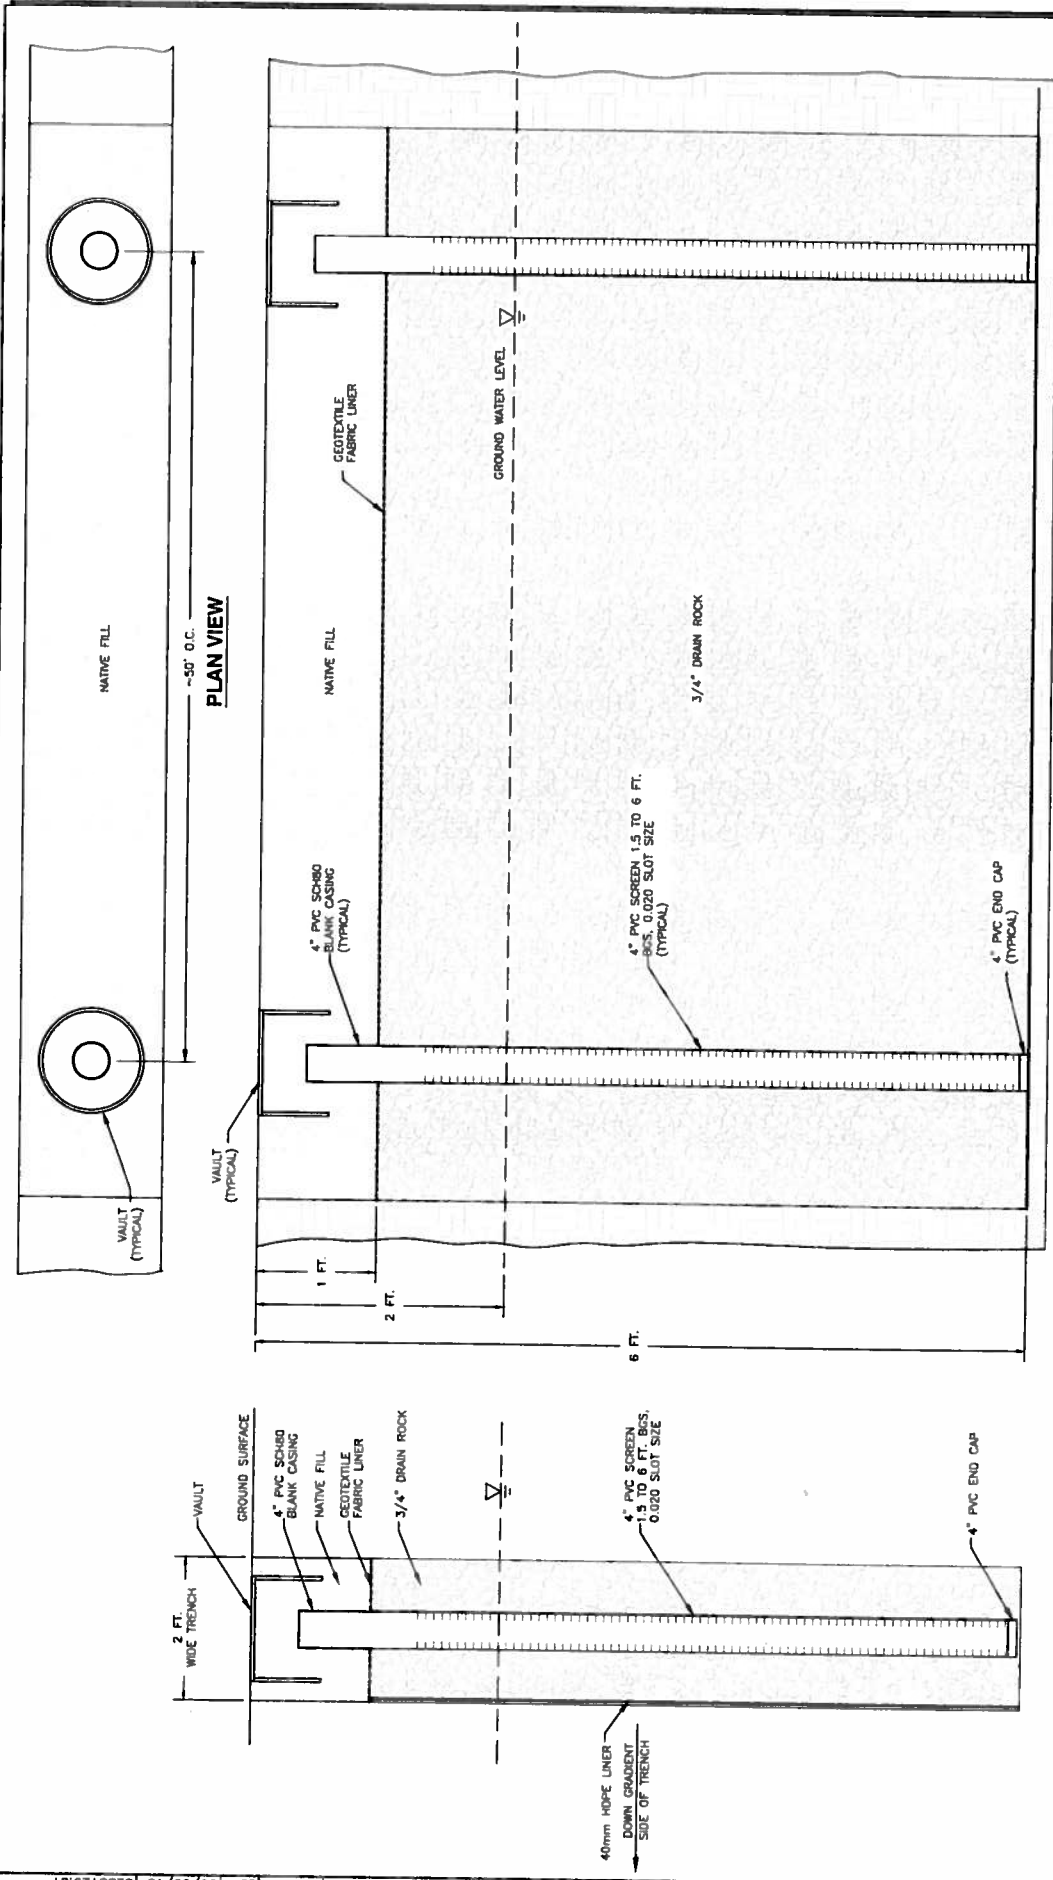 VAULT
(TYPICAL)
NATIVE FILL
~50' O.C.
PLAN VIEW
VAULT
(TYPICAL)
4" PVC SCH80
BLANK CASING
(TYPICAL)
NATIVE FILL
GEOTEXTILE
FABRIC LINER
GROUND WATER LEVEL
4" PVC SCREEN 1.5 TO 6 FT.
BGS, 0.020 SLOT SIZE
(TYPICAL)
3/4" DRAIN ROCK
4" PVC END CAP
(TYPICAL)
1 FT.
2 FT.
6 FT.
2 FT.
WIDE TRENCH
VAULT
GROUND SURFACE
4" PVC SCH80
BLANK CASING
NATIVE FILL
GEOTEXTILE
FABRIC LINER
3/4" DRAIN ROCK
4" PVC SCREEN
1.5 TO 6 FT. BGS,
0.020 SLOT SIZE
4" PVC END CAP
40mm HDPE LINER
DOWN GRADIENT
SIDE OF TRENCH